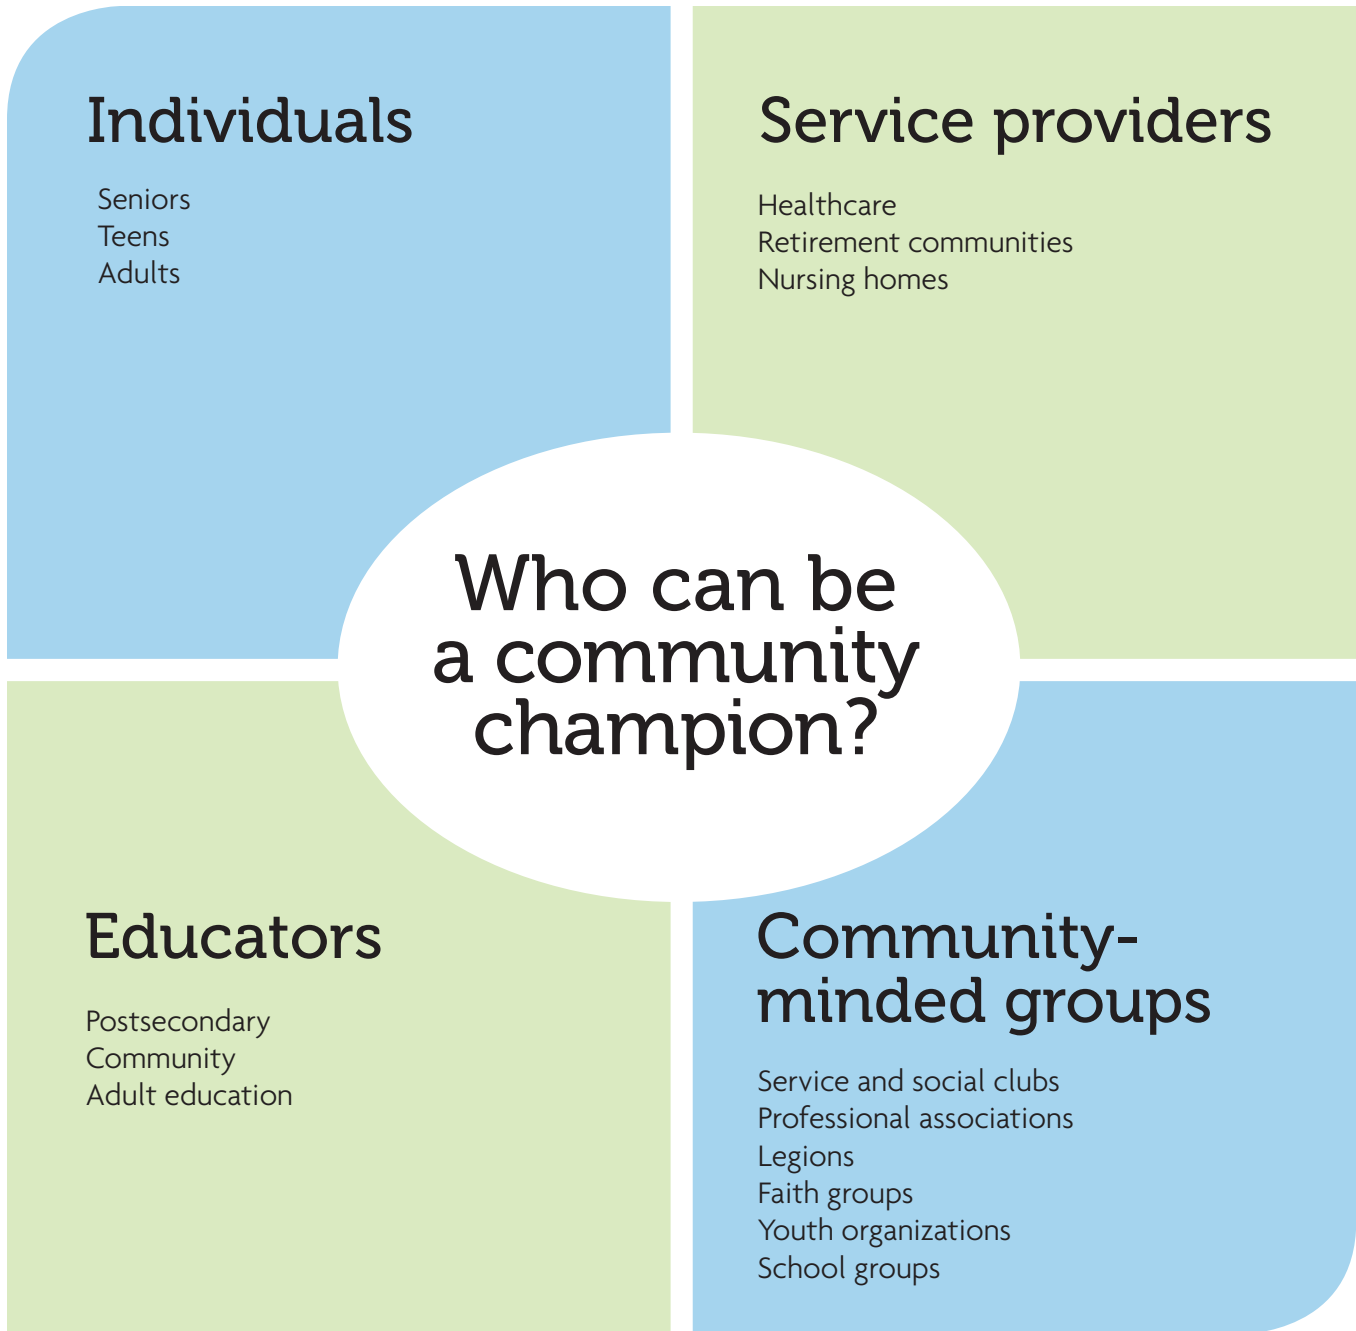 Individuals
Seniors
Teens
Adults
Service providers
Healthcare
Retirement communities
Nursing homes
Who can be
a community
champion?
Educators
Postsecondary
Community
Adult education
Community-
minded groups
Service and social clubs
Professional associations
Legions
Faith groups
Youth organizations
School groups